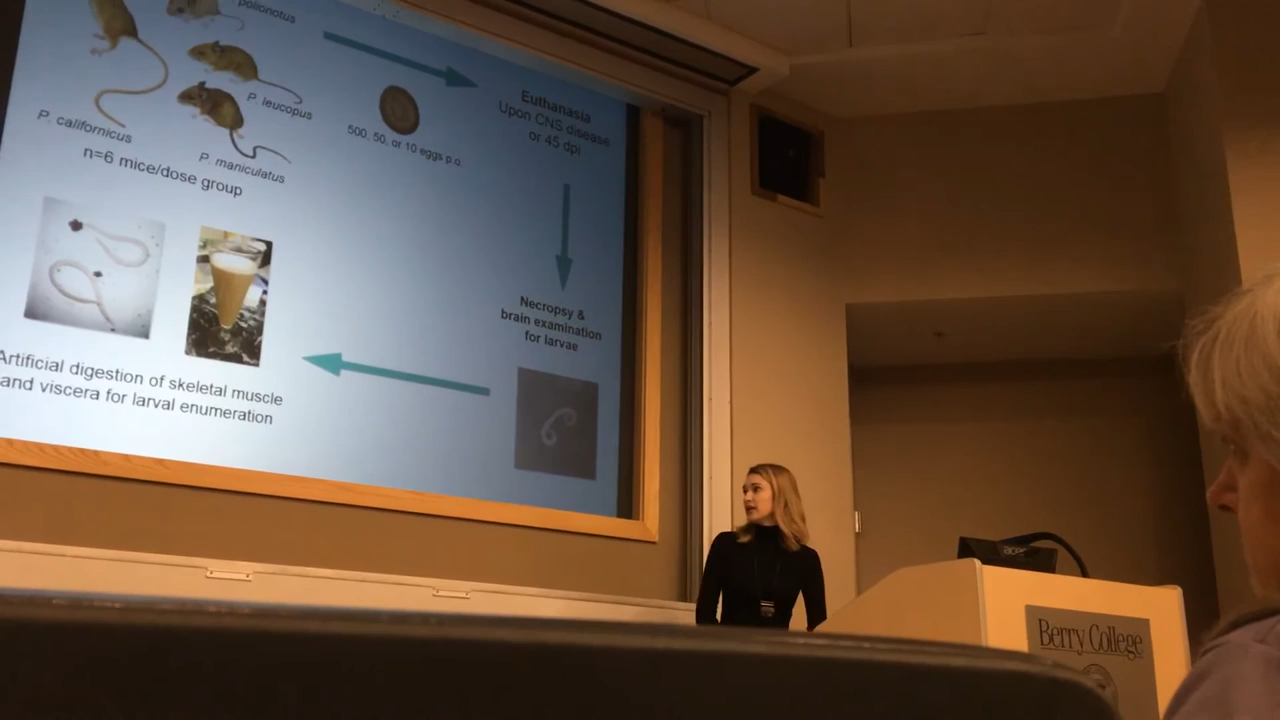 polionotus
P. leucopus
P. californicus
P. maniculatus
n=6 mice/dose group
500, 50, or 10 eggs p.o.
Euthanasia
Upon CNS disease
or 45 dpi
Necropsy &
brain examination
for larvae
Artificial digestion of skeletal muscle
and viscera for larval enumeration
acer
Berry College